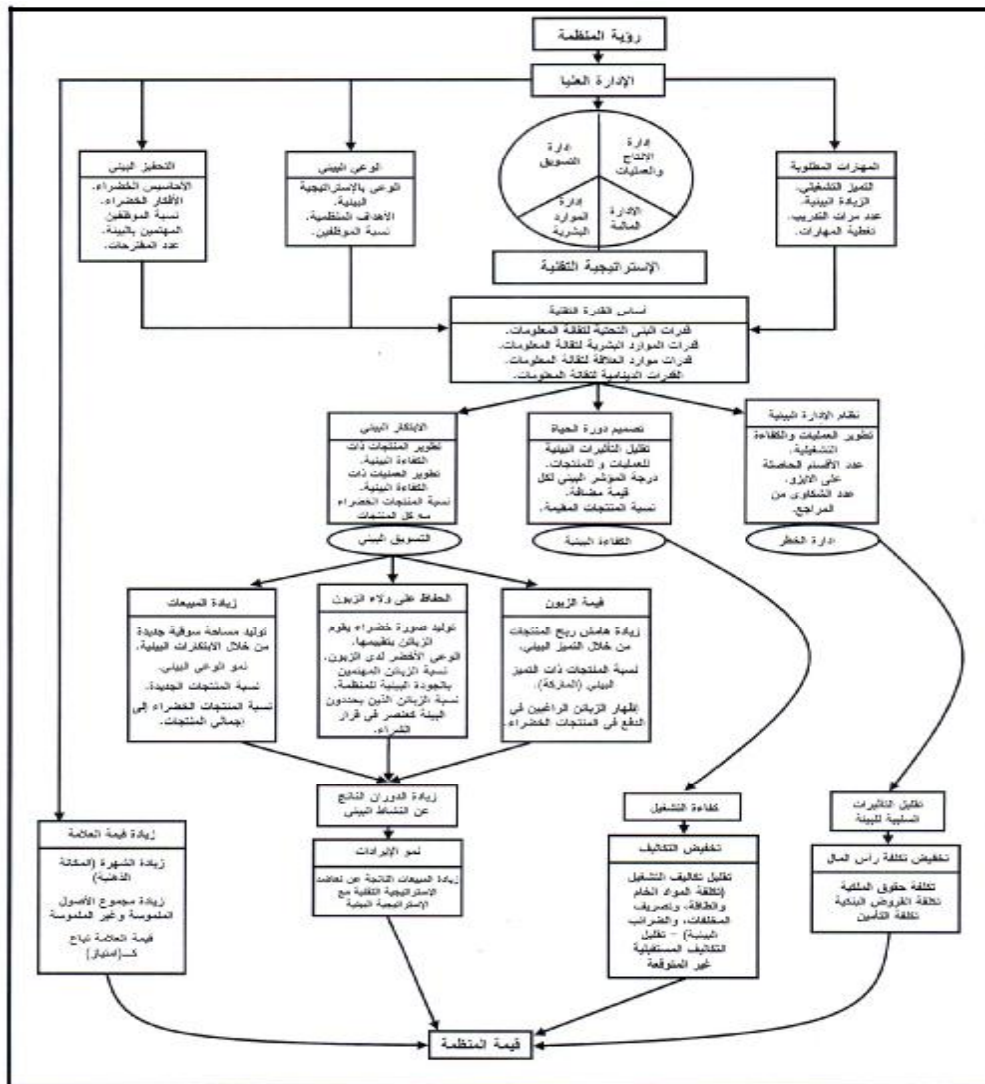 رؤية المنظمة
الإدارة العليا
التحفيز البيئي
الأحاسيس الخضراء.
الأفكار الخضراء.
نسبة الموظفين
المهتمين بالبيئة.
عدد المقترحات.
الوعي البيئي
الوعي بالإستراتيجية
البيئية.
الأهداف المنظمية.
نسبة الموظفين.
إدارة
التسويق
إدارة
الإنتاج
والعمليات
إدارة
الموارد
البشرية
الإدارة
المالية
المهارات المطلوبة
التميز التشغيلي.
الزيادة البيئية.
عدد مرات التدريب.
تغطية المهارات.
الإستراتيجية التقنية
أساس القدرة التقنية
قدرات البنى التحتية لتقانة المعلومات.
قدرات الموارد البشرية لتقانة المعلومات.
قدرات موارد العلاقة لتقانة المعلومات.
القدرات الدينامية لتقانة المعلومات.
الابتكار البيئي
تطوير المنتجات ذات
الكفاءة البيئية.
تطوير العمليات ذات
الكفاءة البيئية.
نسبة المنتجات الخضراء
مع كل المنتجات
تصميم دورة الحياة
تقليل التأثيرات البيئية
للعمليات و للمنتجات.
درجة المؤشر البيئي لكل
قيمة مضافة.
نسبة المنتجات المقيمة.
نظام الإدارة البيئية
تطوير العمليات والكفاءة
التشغيلية.
عدد الأقسام الحاصلة
على الايزو.
عدد الشكاوى من
المراجع.
التسويق البيئي
الكفاءة البيئية
إدارة الخطر
زيادة المبيعات
توليد مساحة سوقية جديدة
من خلال الابتكارات البيئية.
نمو الوعي البيئي.
نسبة المنتجات الجديدة.
نسبة المنتجات الخضراء إلى
إجمالي المنتجات.
الحفاظ على ولاء الزبون
توليد صورة خضراء يقوم
الزبائن بتقييمها.
الوعي الأخضر لدى الزبون.
نسبة الزبائن المهتمين
بالجودة البيئية للمنظمة.
نسبة الزبائن الذين يحددون
البيئة كعنصر في قرار
الشراء.
قيمة الزبون
زيادة هامش ربح المنتجات
من خلال التميز البيئي.
نسبة المنتجات ذات التميز
البيئي (الماركة).
إظهار الزبائن الراغبين في
الدفع في المنتجات الخضراء.
زيادة الدوران الناتج
عن النشاط البيئي
كفاءة التشغيل
تقليل التأثيرات
السلبية للبيئة
زيادة قيمة العلامة
زيادة الشهرة (المكانة
الذهنية)
زيادة مجموع الأصول
الملموسة وغير الملموسة
قيمة العلامة تباع
كـ(امتياز)
نمو الإيرادات
زيادة المبيعات الناتجة عن تعاضد
الإستراتيجية التقنية مع
الإستراتيجية البيئية
تخفيض التكاليف
تقليل تكاليف التشغيل
(تكلفة المواد الخام
والطاقة، وتصريف
المخلفات، والضرائب
البيئية) - تقليل
التكاليف المستقبلية
غير المتوقعة
تخفيض تكلفة رأس المال
تكلفة حقوق الملكية
تكلفة القروض البنكية
تكلفة التأمين
قيمة المنظمة